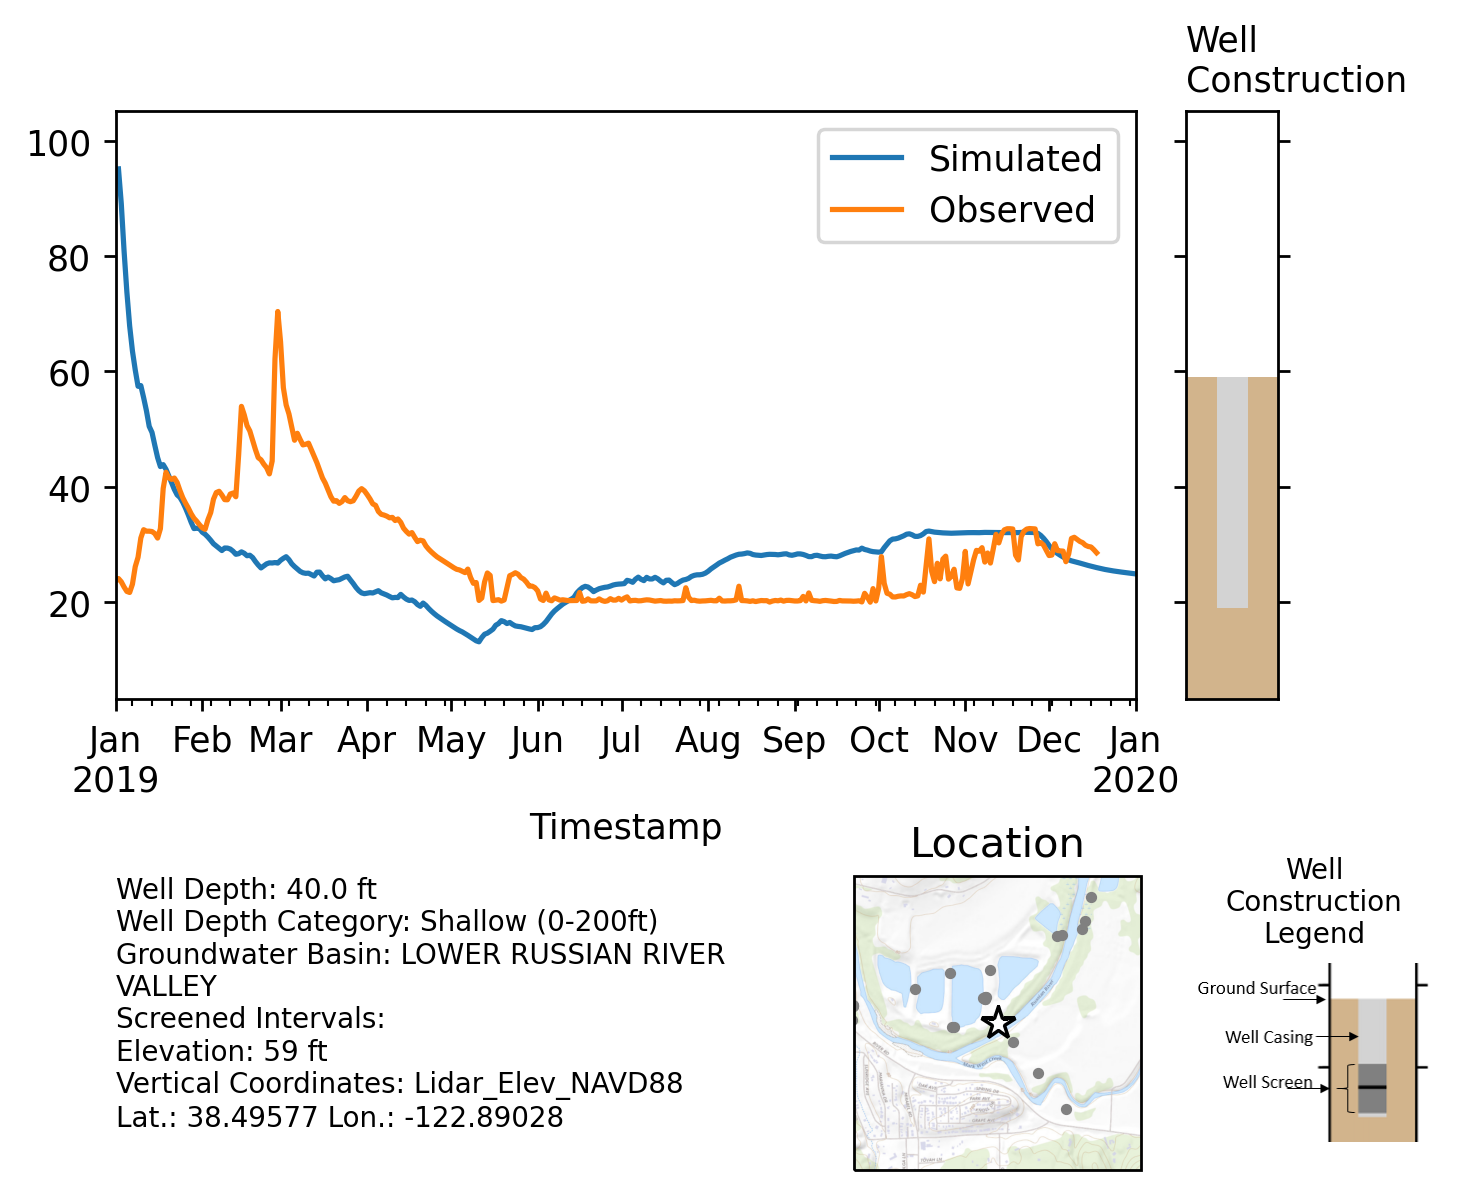 Well
Construction
100
80
60
40
20
Simulated
Observed
Jan Feb Mar Apr May Jun Jul Aug Sep Oct Nov Dec Jan
2019 2020
Timestamp
Well Depth: 40.0 ft
Well Depth Category: Shallow (0-200ft)
Groundwater Basin: LOWER RUSSIAN RIVER
VALLEY
Screened Intervals:
Elevation: 59 ft
Vertical Coordinates: Lidar_Elev_NAVD88
Lat.: 38.49577 Lon.: -122.89028
Location
Well
Construction
Legend
Ground Surface
Well Casing
Well Screen